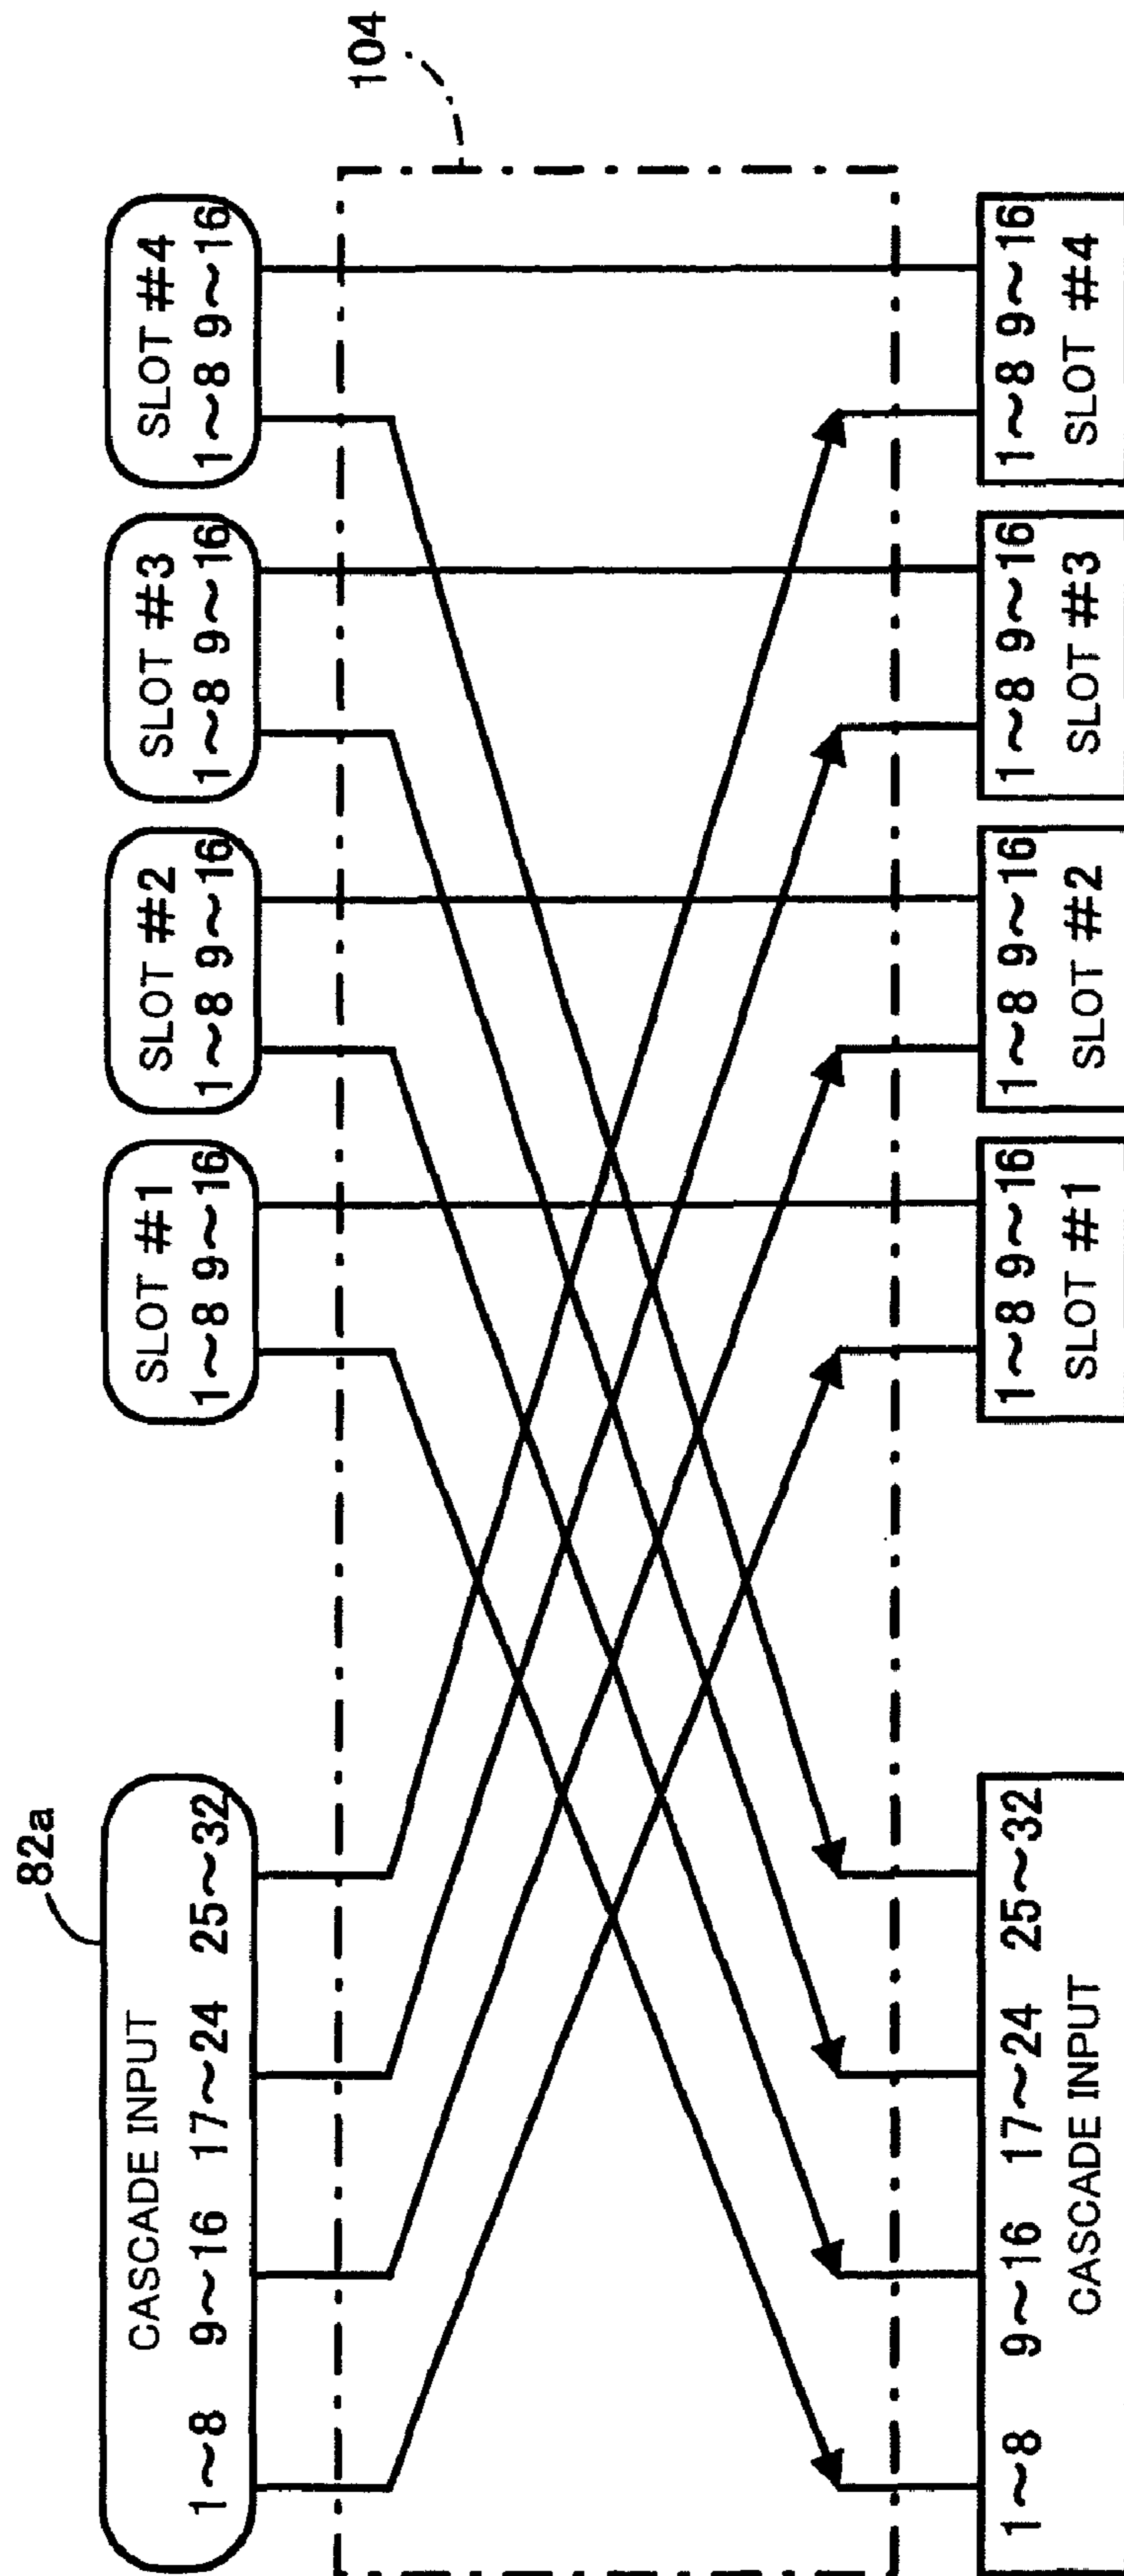 82a
CASCADE INPUT
1~8 9~16 17~24 25~32
SLOT #1
1~8 9~16
SLOT #2
1~8 9~16
SLOT #3
1~8 9~16
SLOT #4
1~8 9~16
104
1~8 9~16 17~24 25~32
CASCADE INPUT
1~8 9~16
SLOT #1
1~8 9~16
SLOT #2
1~8 9~16
SLOT #3
1~8 9~16
SLOT #4